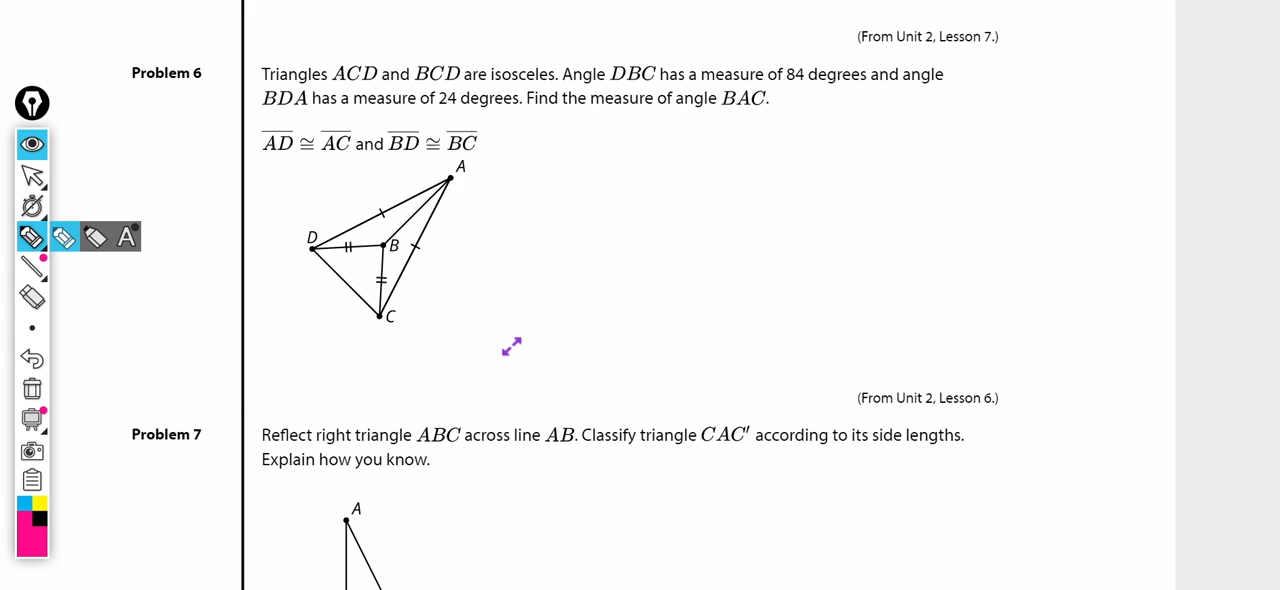 (From Unit 2, Lesson 7.)
Problem 6
Triangles ACD and BCD are isosceles. Angle DBC has a measure of 84 degrees and angle
BDA has a measure of 24 degrees. Find the measure of angle BAC.
AD ≅ AC and BD ≅ BC
A
D
B
C
A
(From Unit 2, Lesson 6.)
Problem 7
Reflect right triangle ABC across line AB. Classify triangle CAC′ according to its side lengths.
Explain how you know.
A